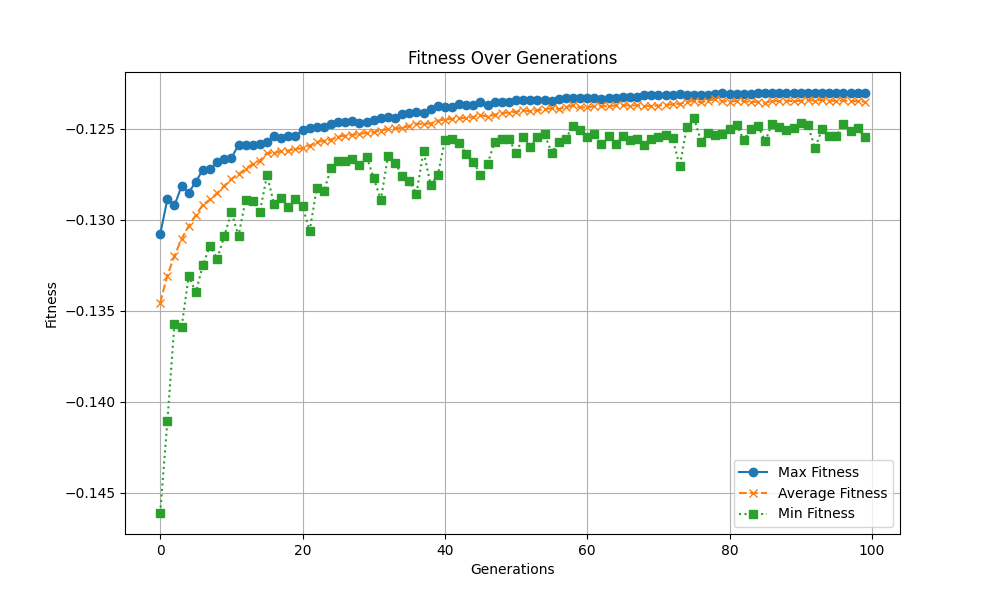 Fitness Over Generations
Fitness
−0.125
−0.130
−0.135
−0.140
−0.145
0 20 40 60 80 100
Generations
Max Fitness
Average Fitness
Min Fitness